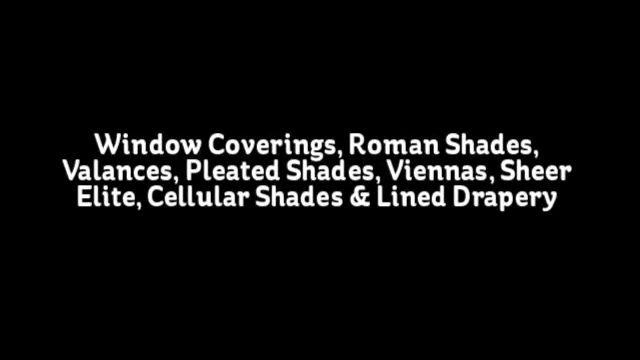 Window Coverings, Roman Shades,
Valances, Pleated Shades, Viennas, Sheer
Elite, Cellular Shades & Lined Drapery